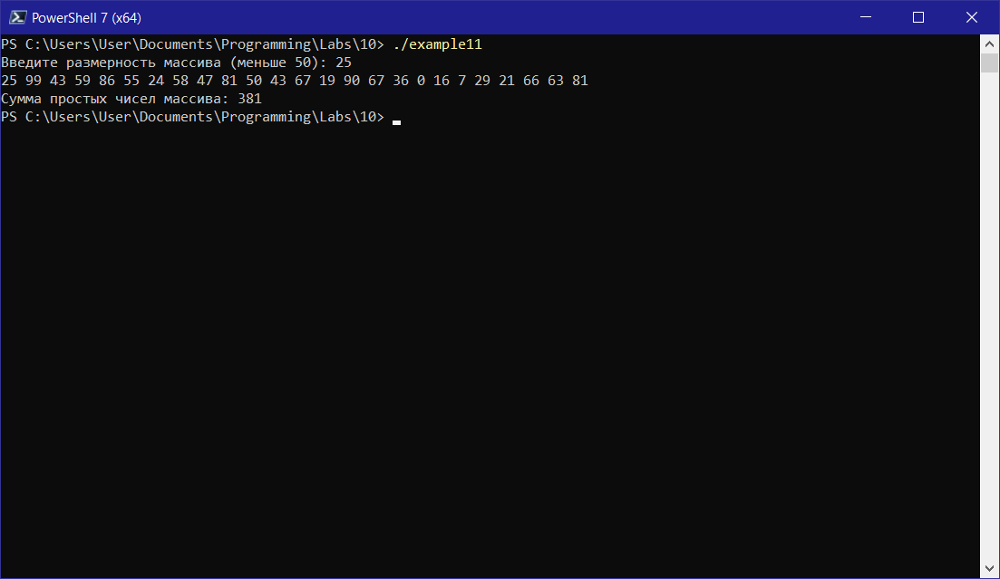 PowerShell 7 (x64)
PS C:\Users\User\Documents\Programming\Labs\10> ./example11
Введите размерность массива (меньше 50): 25
25 99 43 59 86 55 24 58 47 81 50 43 67 19 90 67 36 0 16 7 29 21 66 63 81
Сумма простых чисел массива: 381
PS C:\Users\User\Documents\Programming\Labs\10>